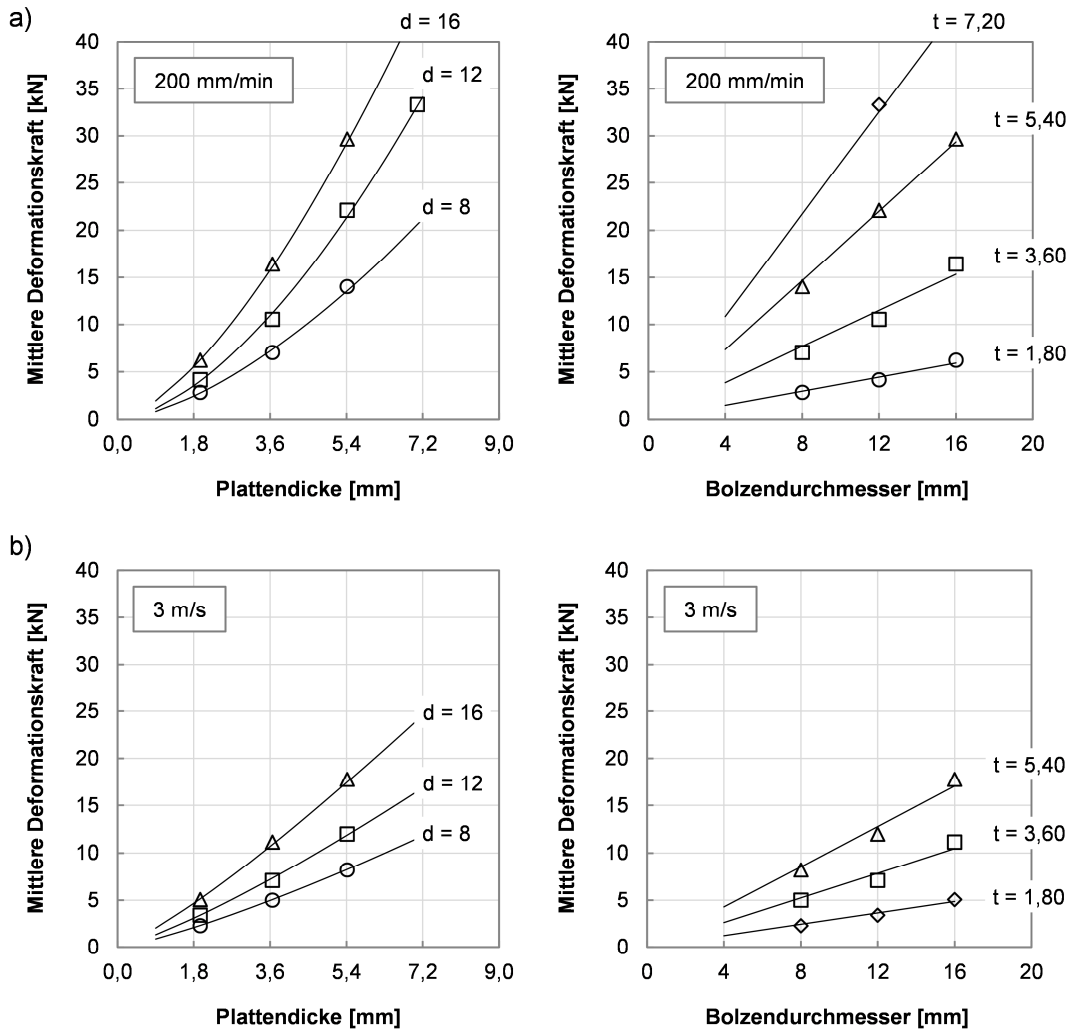 a)
Mittlere Deformationskraft [kN]
40
35
30
25
20
15
10
5
0
200 mm/min
d = 16
d = 12
d = 8
0,0 1,8 3,6 5,4 7,2 9,0
Plattendicke [mm]
Mittlere Deformationskraft [kN]
40
35
30
25
20
15
10
5
0
200 mm/min
t = 7,20
t = 5,40
t = 3,60
t = 1,80
0 4 8 12 16 20
Bolzendurchmesser [mm]
b)
Mittlere Deformationskraft [kN]
40
35
30
25
20
15
10
5
0
3 m/s
d = 16
d = 12
d = 8
0,0 1,8 3,6 5,4 7,2 9,0
Plattendicke [mm]
Mittlere Deformationskraft [kN]
40
35
30
25
20
15
10
5
0
3 m/s
t = 5,40
t = 3,60
t = 1,80
0 4 8 12 16 20
Bolzendurchmesser [mm]